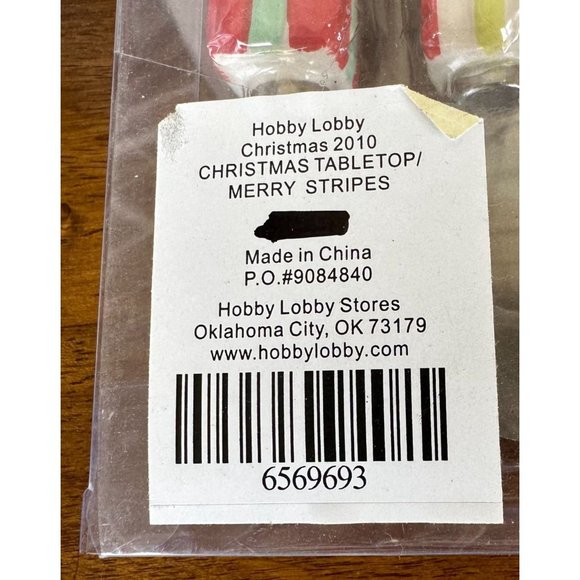 Hobby Lobby
Christmas 2010
CHRISTMAS TABLETOP/
MERRY STRIPES
Made in China
P.O.#9084840
Hobby Lobby Stores
Oklahoma City, OK 73179
www.hobbylobby.com
6569693